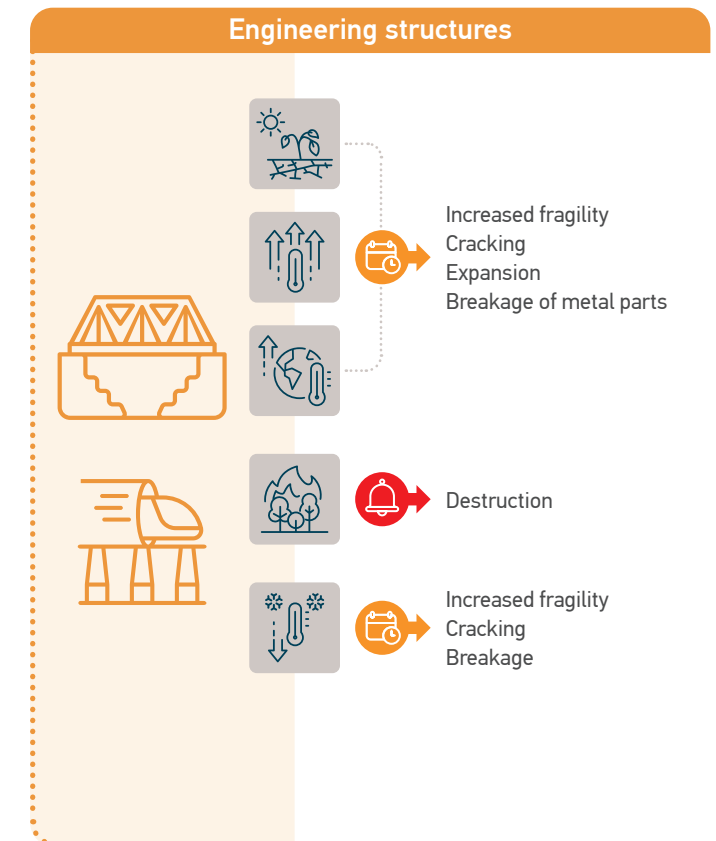 Engineering structures
Increased fragility
Cracking
Expansion
Breakage of metal parts
Destruction
Increased fragility
Cracking
Breakage